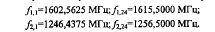 f₁,₁=1602,5625 МГц; f₁,₂₄=1615,5000 МГц
f₂,₁=1246,4375 МГц; f₂,₂₄=1256,5000 МГц.